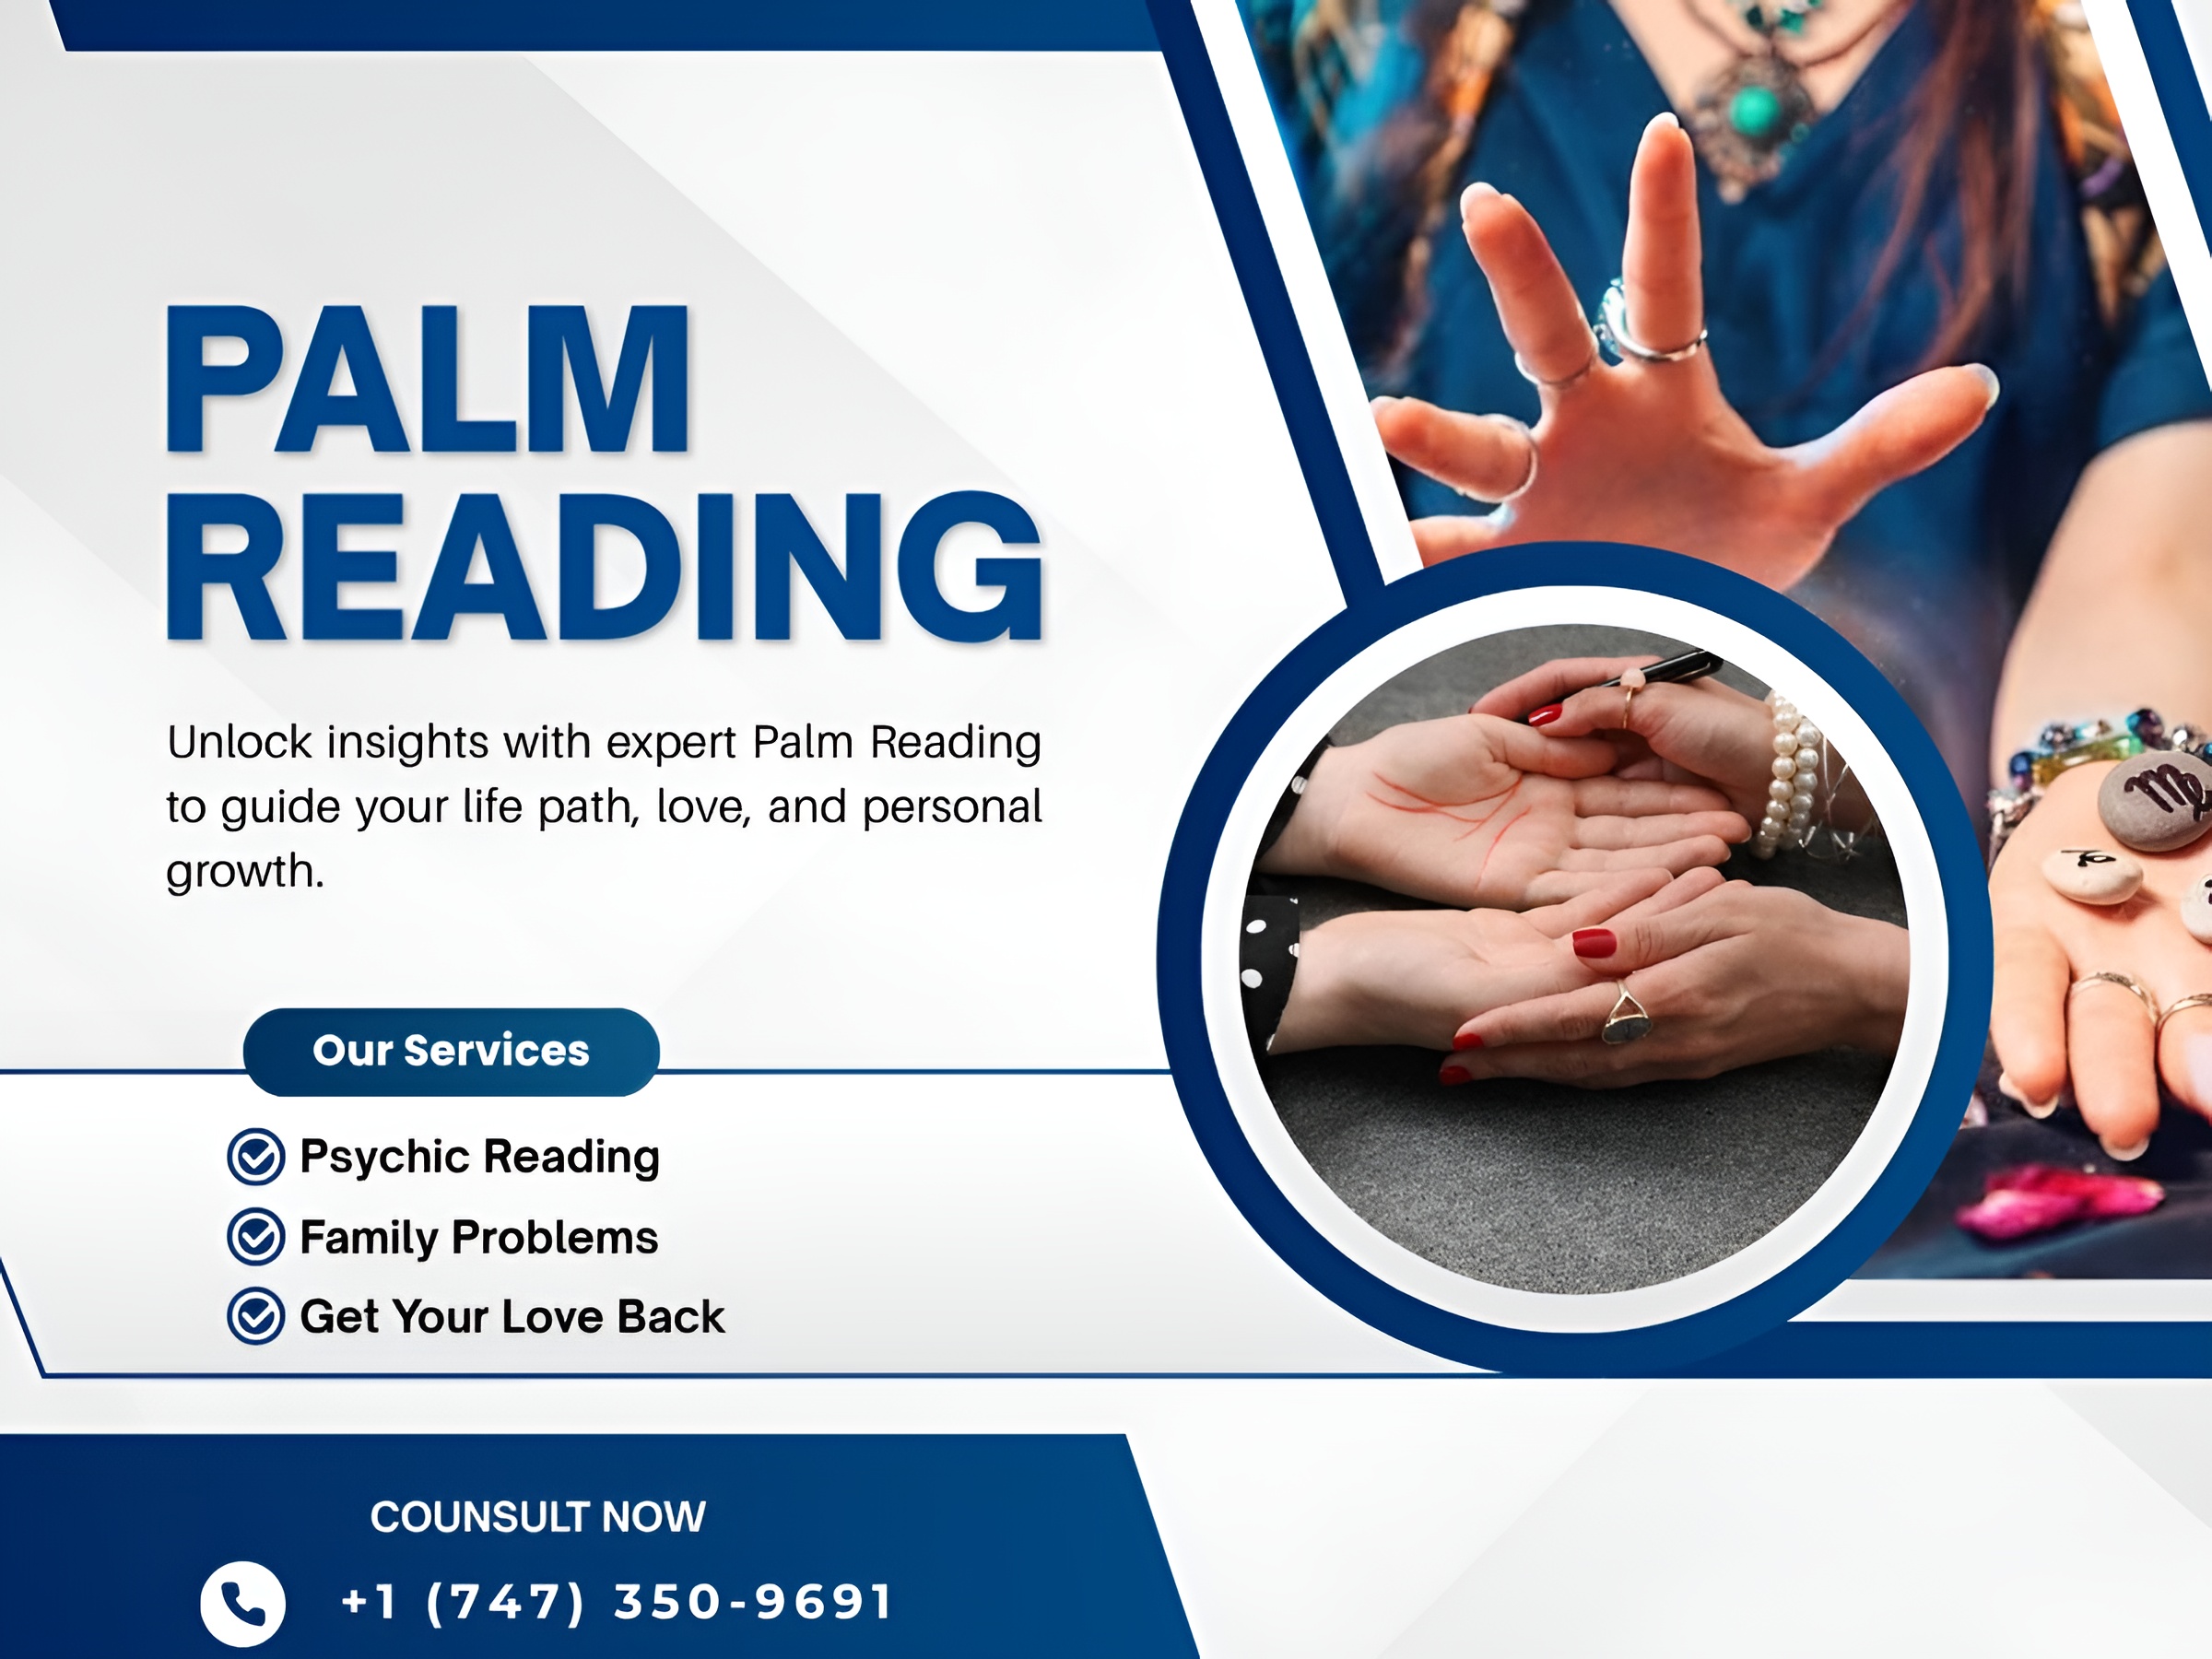 PALM
READING
Unlock insights with expert Palm Reading
to guide your life path, love, and personal
growth.
Our Services
Psychic Reading
Family Problems
Get Your Love Back
COUNSULT NOW
+1 (747) 350-9691